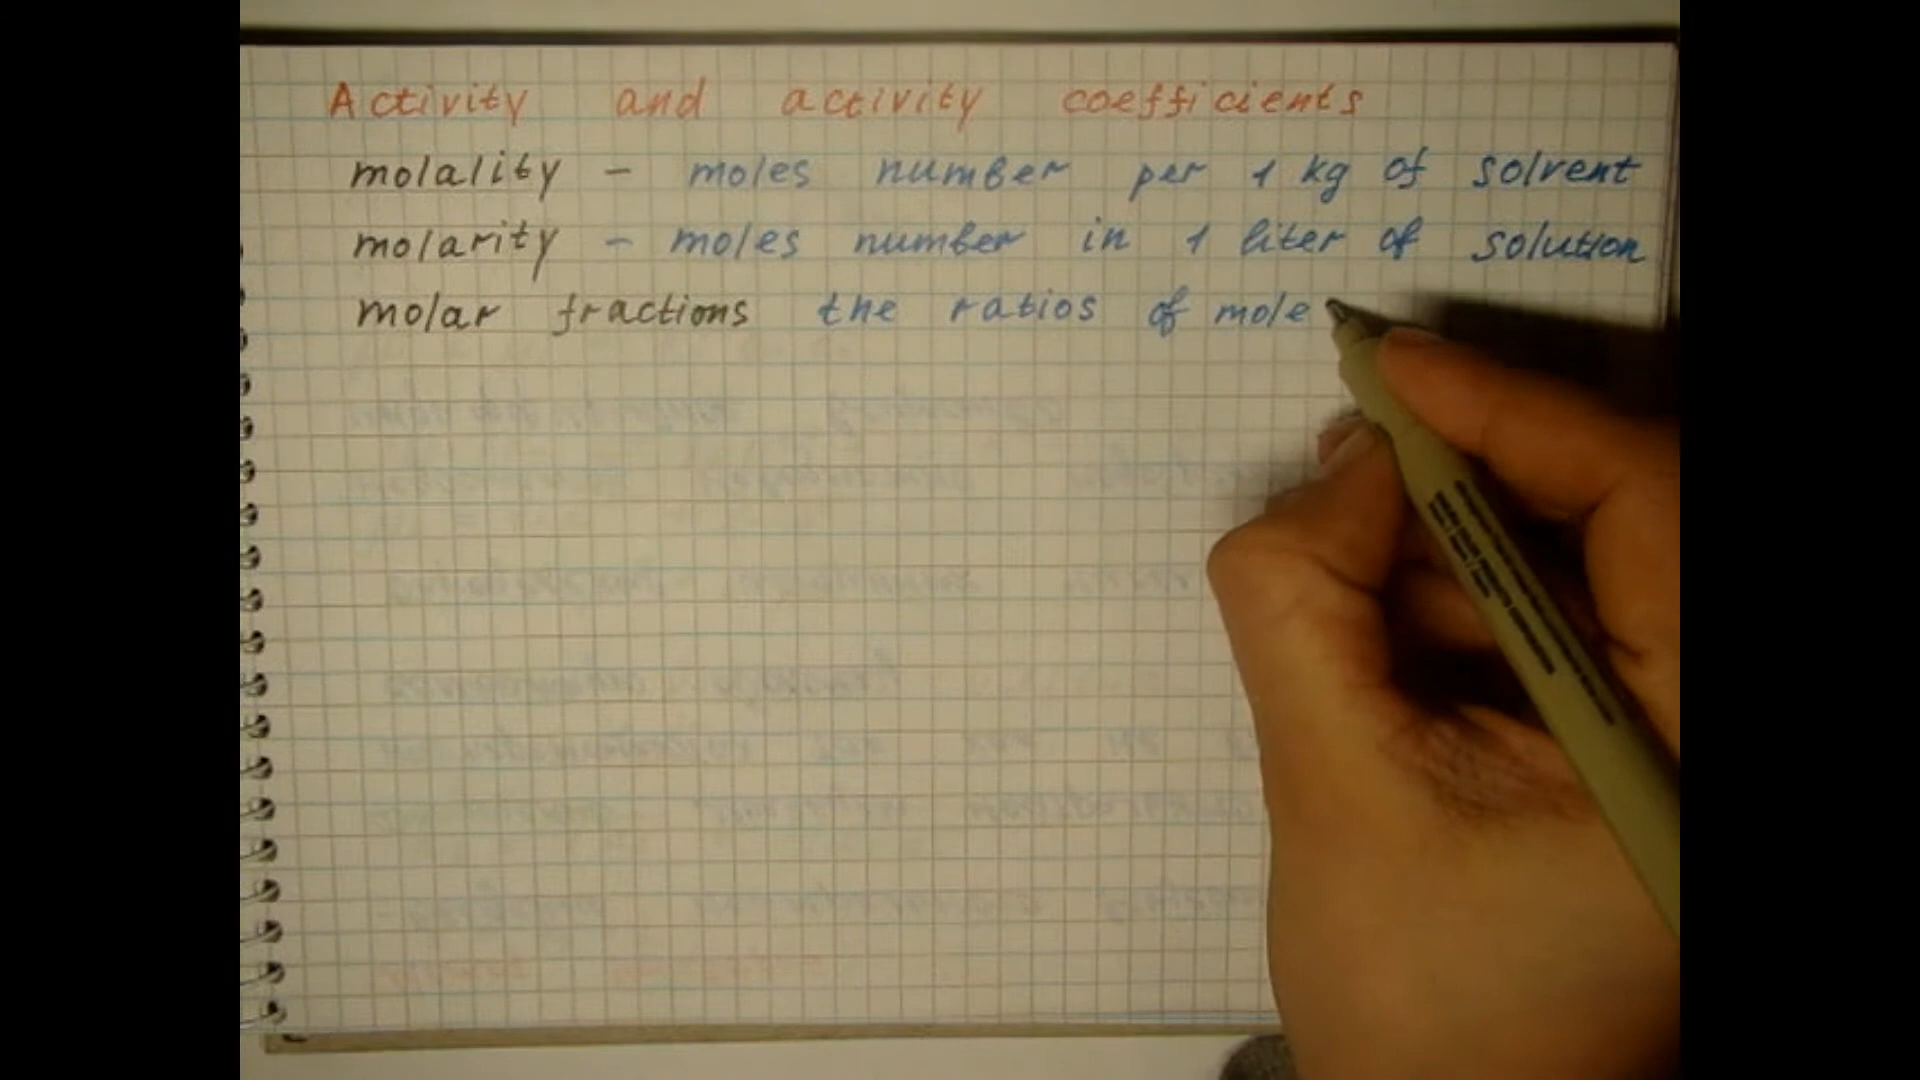 Activity and activity coefficients
molality - moles number per 1 kg of solvent
molarity - moles number in 1 liter of solution
molar fractions the ratios of mole